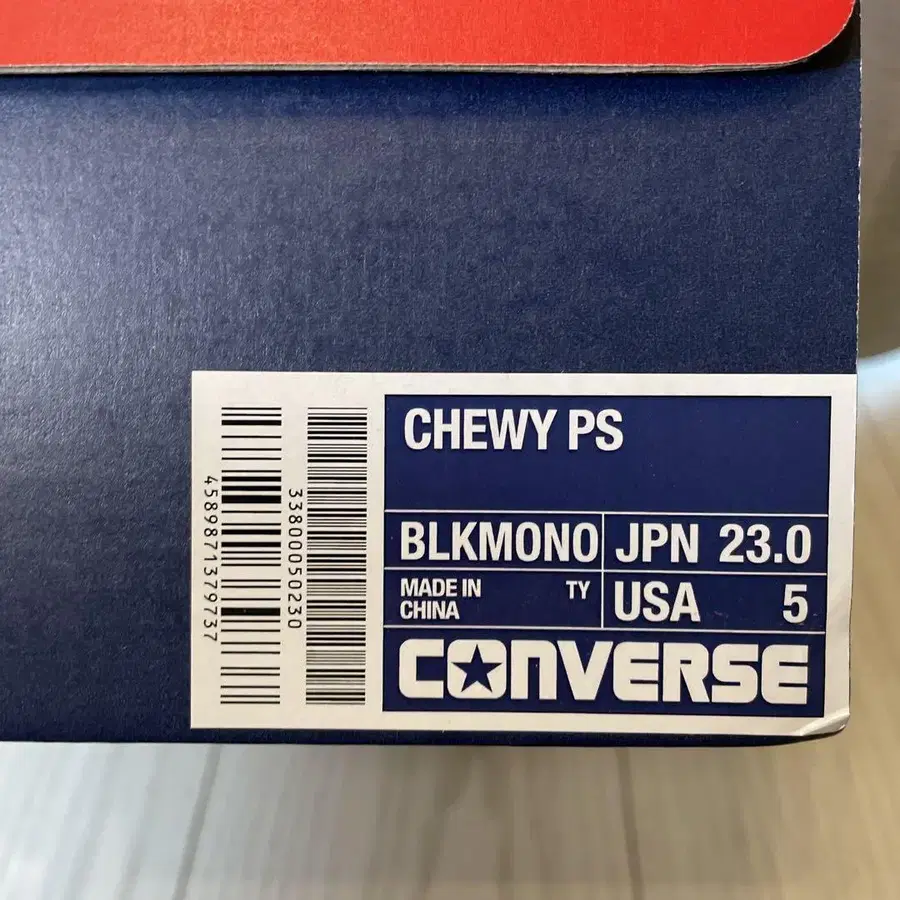 4589871379737
33800050230
CHEWY PS
BLKMONO
JPN 23.0
MADE IN
CHINA
TY
USA 5
CONVERSE